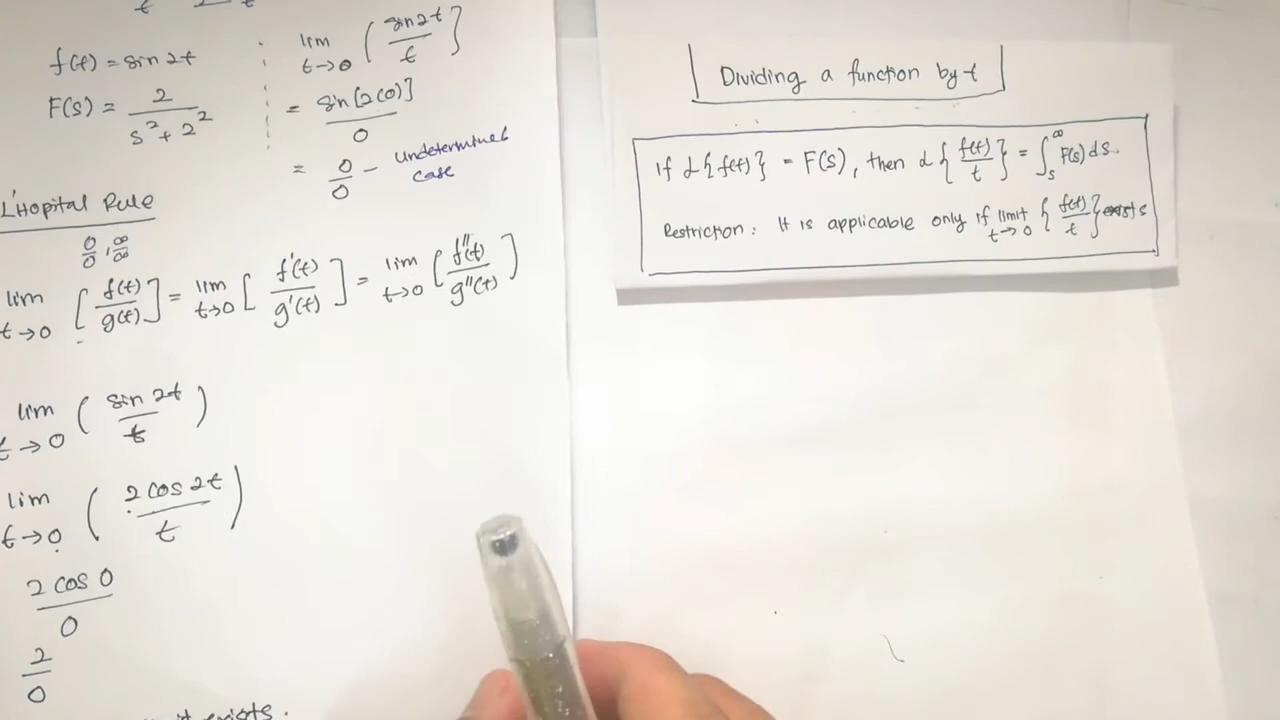 f(t) = sin 2t
F(s) = 2 / s² + 2²
lim t→0 ( sin2t / t )
= sin[2(0)] / 0
= 0/0 - undetermined case
L'Hopital Rule
0/0 , ∞/∞
lim t→0 [ f(t) / g(t) ] = lim t→0 [ f'(t) / g'(t) ] = lim t→0 [ f''(t) / g''(t) ]
lim t→0 ( sin 2t / t )
lim t→0 ( 2 cos 2t / t )
2 cos 0 / 0
2 / 0
exists.
Dividing a function by t
If L{f(t)} = F(s), then L{ f(t) / t } = ∫ₛ^∞ F(s) ds.
Restriction: It is applicable only if limit t→0 { f(t) / t } exists